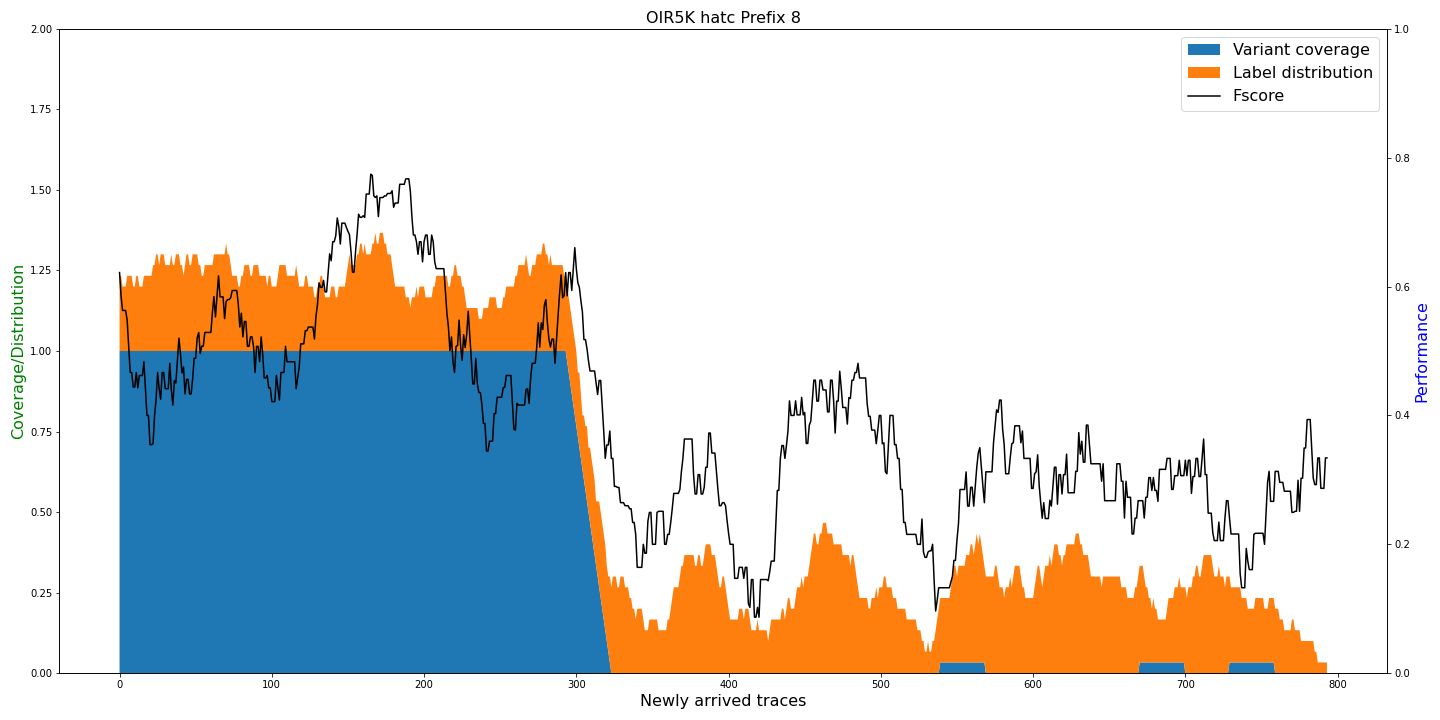 OIR5K hatc Prefix 8
Variant coverage
Label distribution
Fscore
Coverage/Distribution
2.00
1.75
1.50
1.25
1.00
0.75
0.50
0.25
0.00
1.0
0.8
0.6
0.4
0.2
0.0
Performance
0 100 200 300 400 500 600 700 800
Newly arrived traces